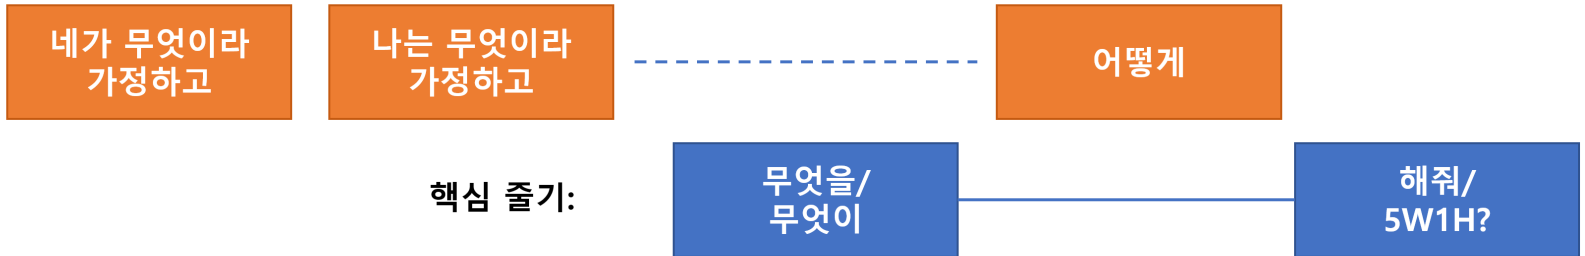 네가 무엇이라
가정하고
나는 무엇이라
가정하고
어떻게
핵심 줄기:
무엇을/
무엇이
해줘/
5W1H?